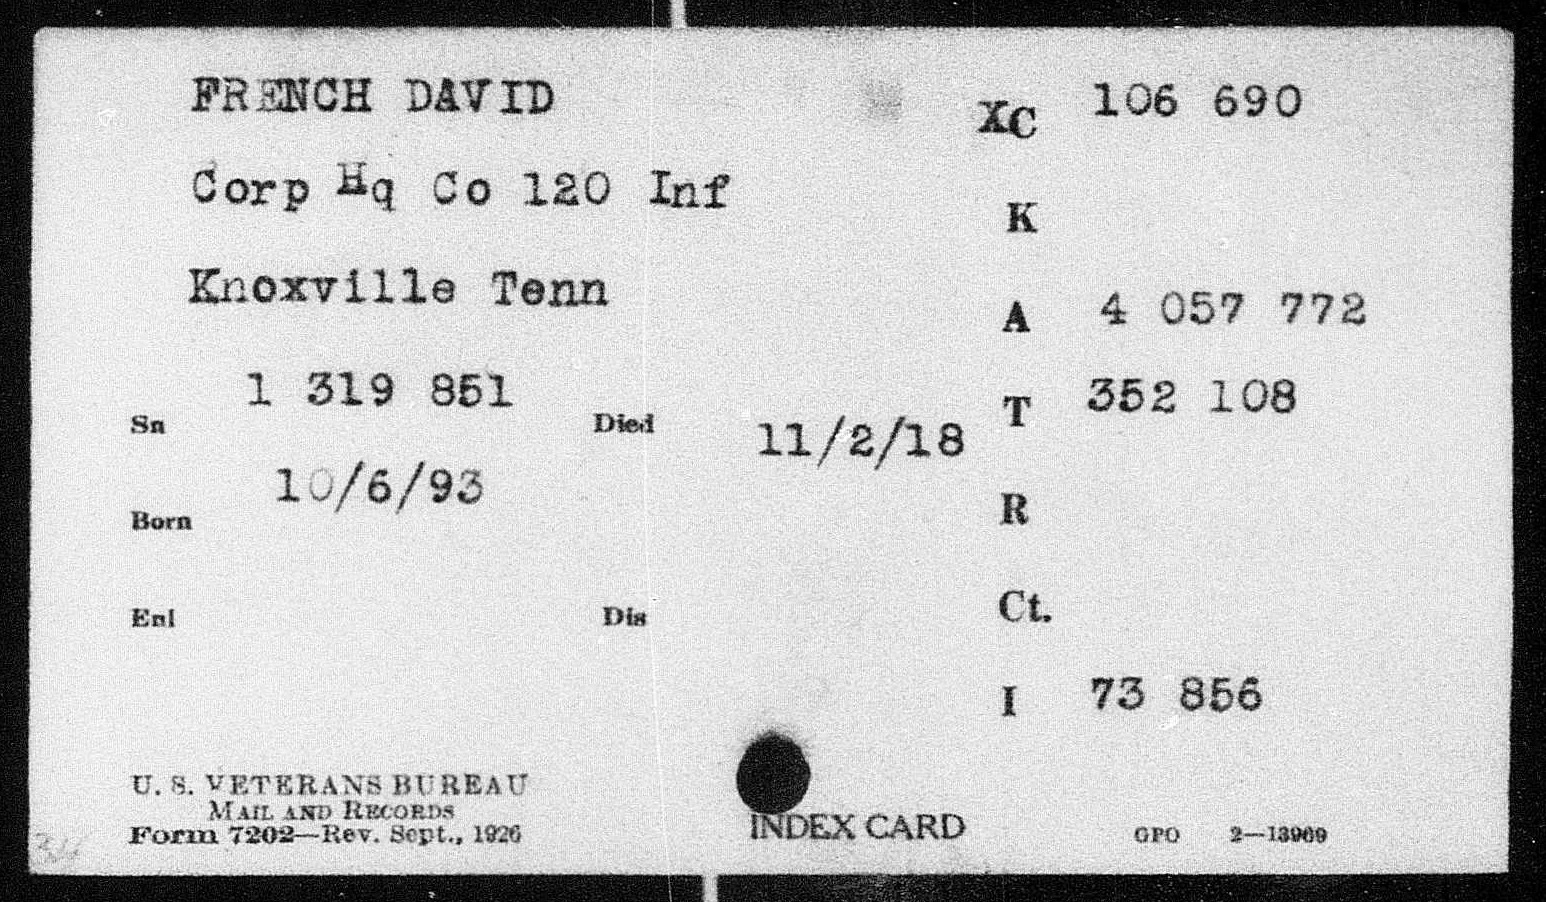 FRENCH DAVID
XC 106 690
Corp Hq Co 120 Inf
K
Knoxville Tenn
A 4 057 772
Sn 1 319 851
Died 11/2/18
T 352 108
Born 10/6/93
R
Enl
Dis
Ct.
I 73 856
U. S. VETERANS BUREAU
MAIL AND RECORDS
Form 7202—Rev. Sept., 1926
INDEX CARD
GPO 2—13969